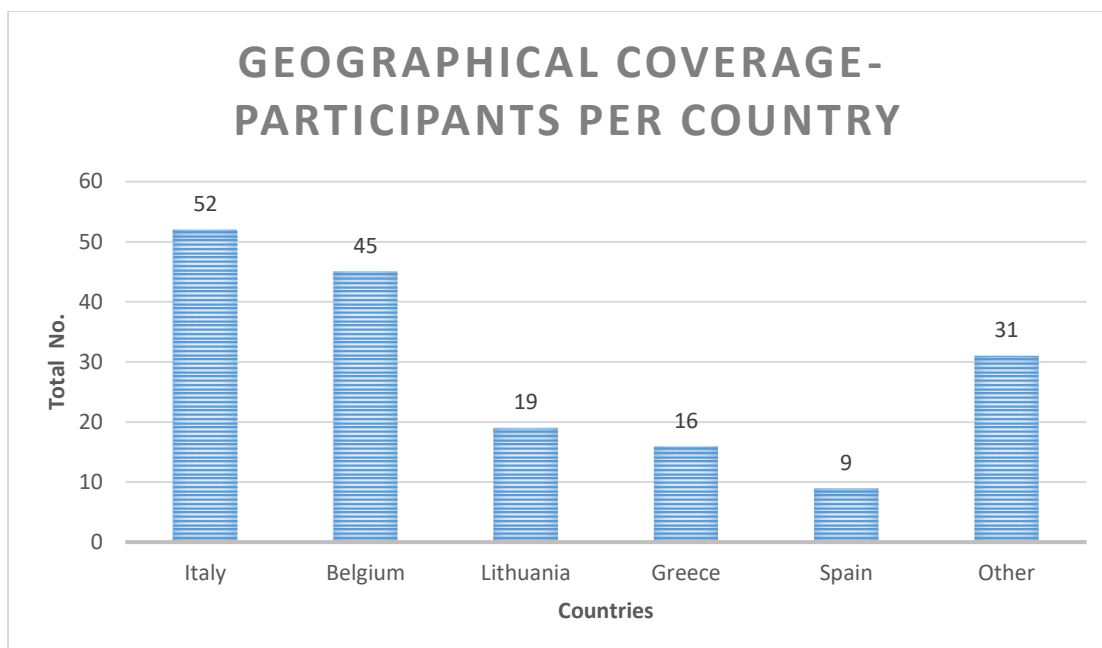 GEOGRAPHICAL COVERAGE-
PARTICIPANTS PER COUNTRY
60
50
40
30
20
10
0
Total No.
52
45
19
16
9
31
Italy
Belgium
Lithuania
Greece
Spain
Other
Countries